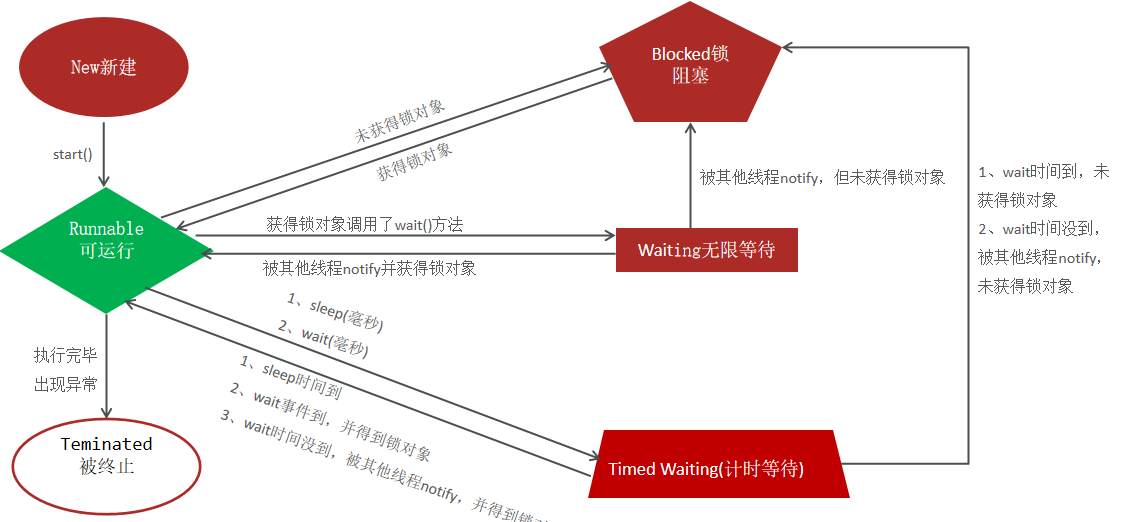 New新建
Blocked锁
阻塞
start()
未获得锁对象
获得锁对象
被其他线程notify，但未获得锁对象
1、wait时间到，未
获得锁对象
2、wait时间没到，
被其他线程notify，
未获得锁对象
Runnable
可运行
获得锁对象调用了wait()方法
Waiting无限等待
被其他线程notify并获得锁对象
1、sleep(毫秒)
2、wait(毫秒)
执行完毕
出现异常
1、sleep时间到
2、wait事件到，并得到锁对象
3、wait时间没到，被其他线程notify，并得到锁
Teminated
被终止
Timed Waiting(计时等待)